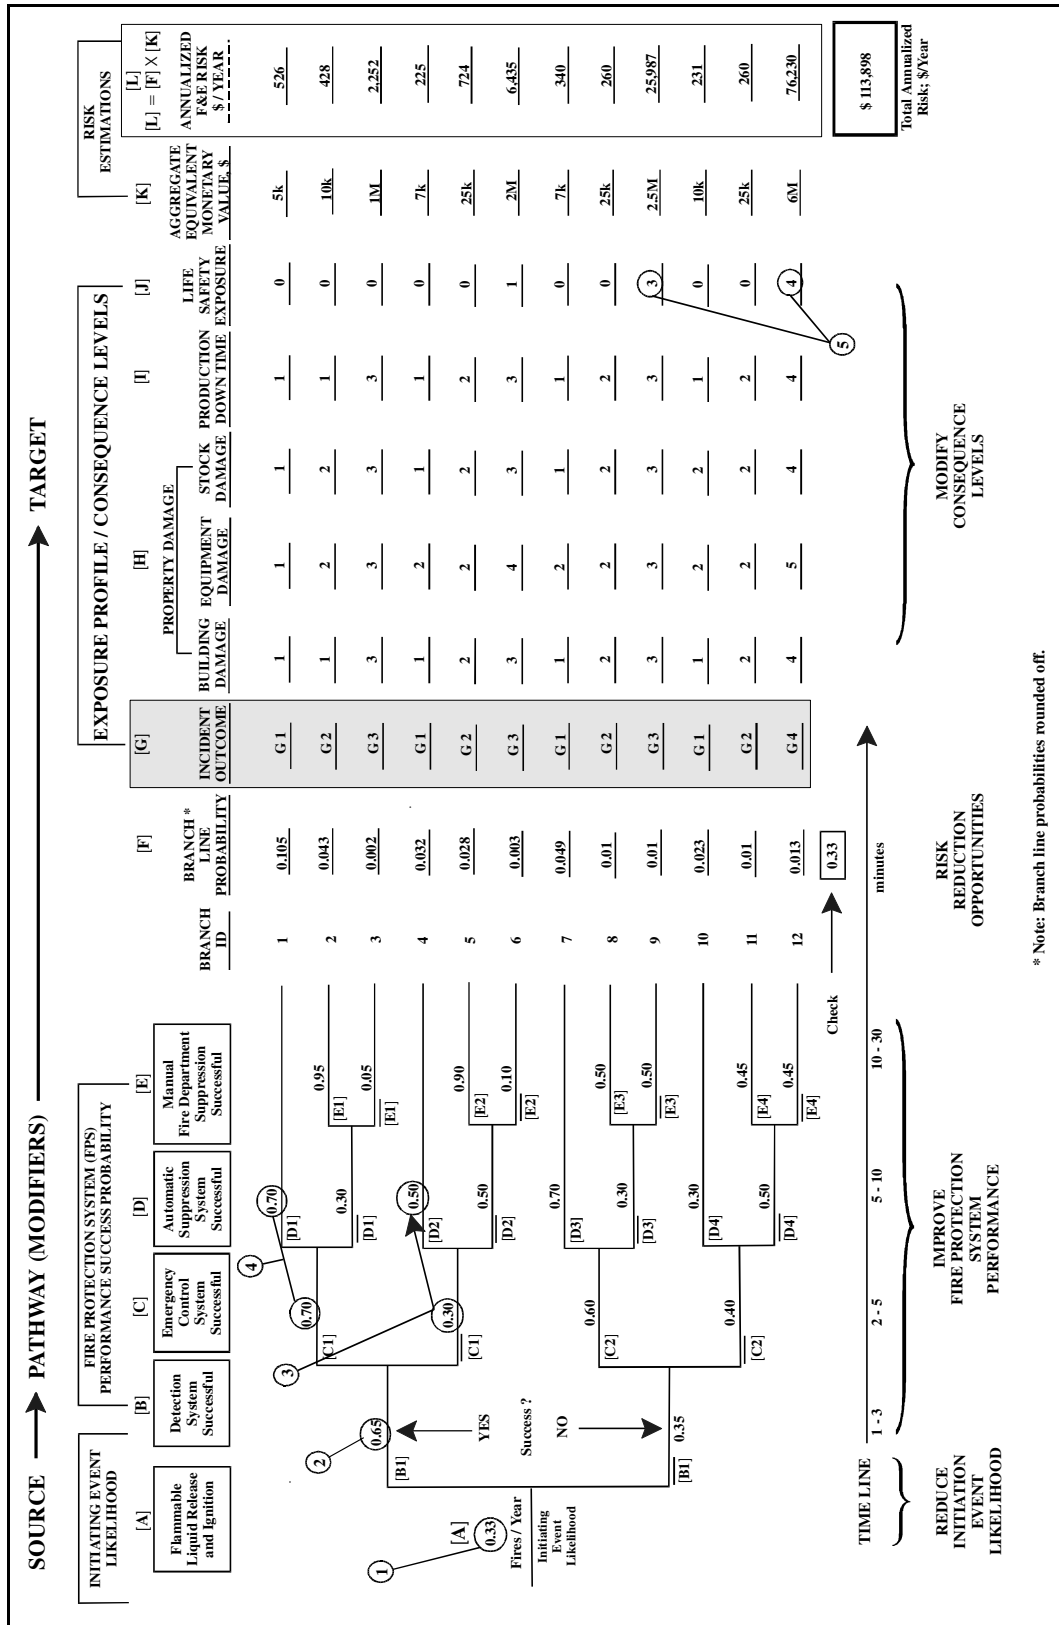 SOURCE PATHWAY (MODIFIERS) TARGET
INITIATING EVENT
LIKELIHOOD
FIRE PROTECTION SYSTEM (FPS)
PERFORMANCE SUCCESS PROBABILITY
EXPOSURE PROFILE / CONSEQUENCE LEVELS
RISK
ESTIMATIONS
[A]
Flammable
Liquid Release
and Ignition
[B]
Detection
System
Successful
[C]
Emergency
Control
System
Successful
[D]
Automatic
Suppression
System
Successful
[E]
Manual
Fire Department
Suppression
Successful
BRANCH
ID
[F]
BRANCH *
LINE
PROBABILITY
[G]
INCIDENT
OUTCOME
[H]
PROPERTY DAMAGE
BUILDING
DAMAGE
EQUIPMENT
DAMAGE
STOCK
DAMAGE
[I]
PRODUCTION
DOWN TIME
[J]
LIFE
SAFETY
EXPOSURE
[K]
AGGREGATE
EQUIVALENT
MONETARY
VALUE, $
[L]
[L] = [F] X [K]
ANNUALIZED
F&E RISK
$ / YEAR
1 0.105 G 1 1 1 1 1 0 5k 526
2 0.043 G 2 1 2 2 1 0 10k 428
3 0.002 G 3 3 3 3 3 0 1M 2,252
4 0.032 G 1 1 2 1 1 0 7k 225
5 0.028 G 2 2 2 2 2 0 25k 724
6 0.003 G 3 3 4 3 3 1 2M 6,435
7 0.049 G 1 1 2 1 1 0 7k 340
8 0.01 G 2 2 2 2 2 0 25k 260
9 0.01 G 3 3 3 3 3 3 2.5M 25,987
10 0.023 G 1 1 2 2 1 0 10k 231
11 0.01 G 2 2 2 2 2 0 25k 260
12 0.013 G 4 4 5 4 4 4 6M 76,230
1
[A]
0.33
Fires / Year
Initiating
Event
Likelihood
2
0.65
[B1]
YES
Success ?
NO
0.35
[B1]
3
4
0.70
[C1]
0.30
[C1]
0.60
[C2]
0.40
[C2]
0.70
[D1]
0.30
[D1]
0.50
[D2]
0.50
[D2]
0.70
[D3]
0.30
[D3]
0.30
[D4]
0.50
[D4]
0.95
[E1]
0.05
[E1]
0.90
[E2]
0.10
[E2]
0.50
[E3]
0.50
[E3]
0.45
[E4]
0.45
[E4]
5
Check 0.33
$ 113,898
Total Annualized
Risk; $/Year
TIME LINE 1 - 3 2 - 5 5 - 10 10 - 30 minutes
REDUCE
INITIATION
EVENT
LIKELIHOOD
IMPROVE
FIRE PROTECTION
SYSTEM
PERFORMANCE
RISK
REDUCTION
OPPORTUNITIES
MODIFY
CONSEQUENCE
LEVELS
* Note: Branch line probabilities rounded off.